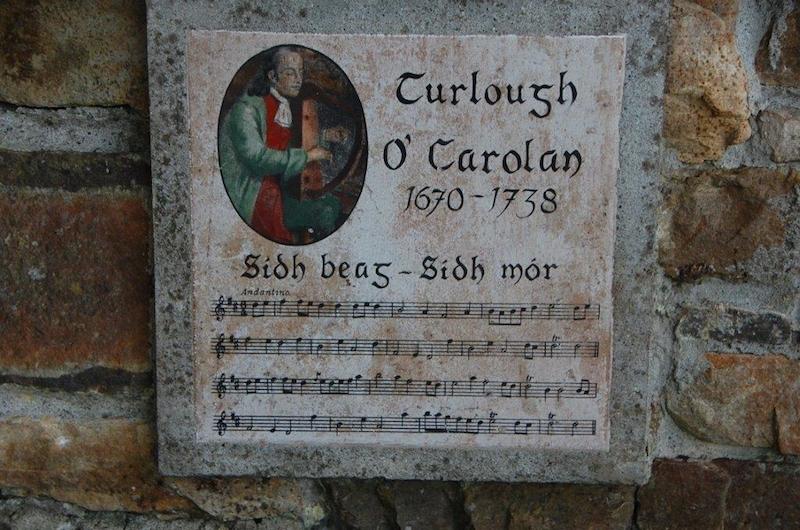 Turlough
O' Carolan
1670-1738
Sidh beag - Sidh mór
Andantino